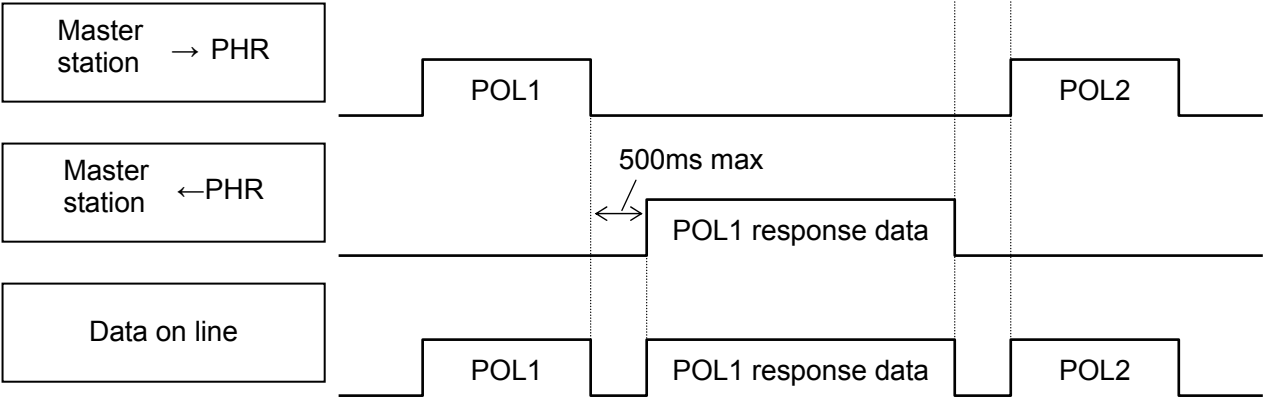 Master
station → PHR
POL1
POL2
Master
station ←PHR
500ms max
POL1 response data
Data on line
POL1
POL1 response data
POL2